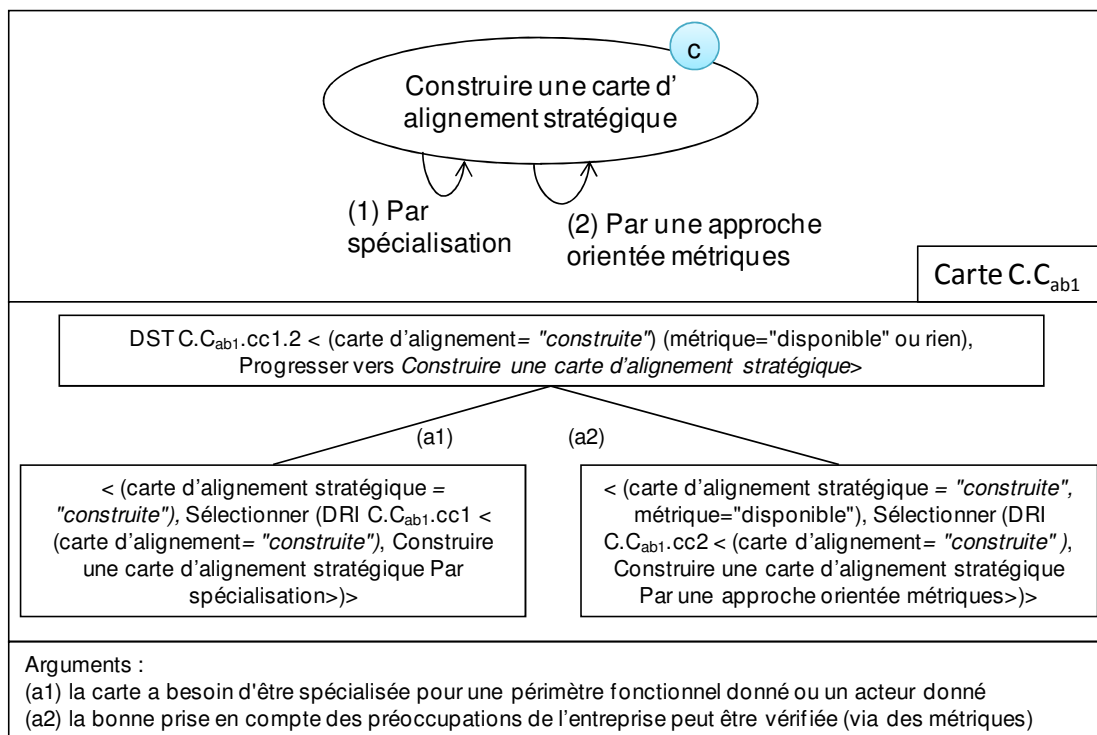 c
Construire une carte d'
alignement stratégique
(1) Par
spécialisation
(2) Par une approche
orientée métriques
Carte C.Cab1
DST C.Cab1.cc1.2 < (carte d'alignement= "construite") (métrique="disponible" ou rien),
Progresser vers Construire une carte d'alignement stratégique>
(a1)
(a2)
< (carte d'alignement stratégique =
"construite"), Sélectionner (DRI C.Cab1.cc1 <
(carte d'alignement= "construite"), Construire
une carte d'alignement stratégique Par
spécialisation>)>
< (carte d'alignement stratégique = "construite",
métrique="disponible"), Sélectionner (DRI
C.Cab1.cc2 < (carte d'alignement= "construite" ),
Construire une carte d'alignement stratégique
Par une approche orientée métriques>)>
Arguments :
(a1) la carte a besoin d'être spécialisée pour une périmètre fonctionnel donné ou un acteur donné
(a2) la bonne prise en compte des préoccupations de l'entreprise peut être vérifiée (via des métriques)